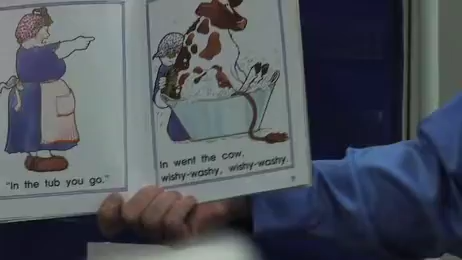 "In the tub you go."
In went the cow,
wishy-washy, wishy-washy.